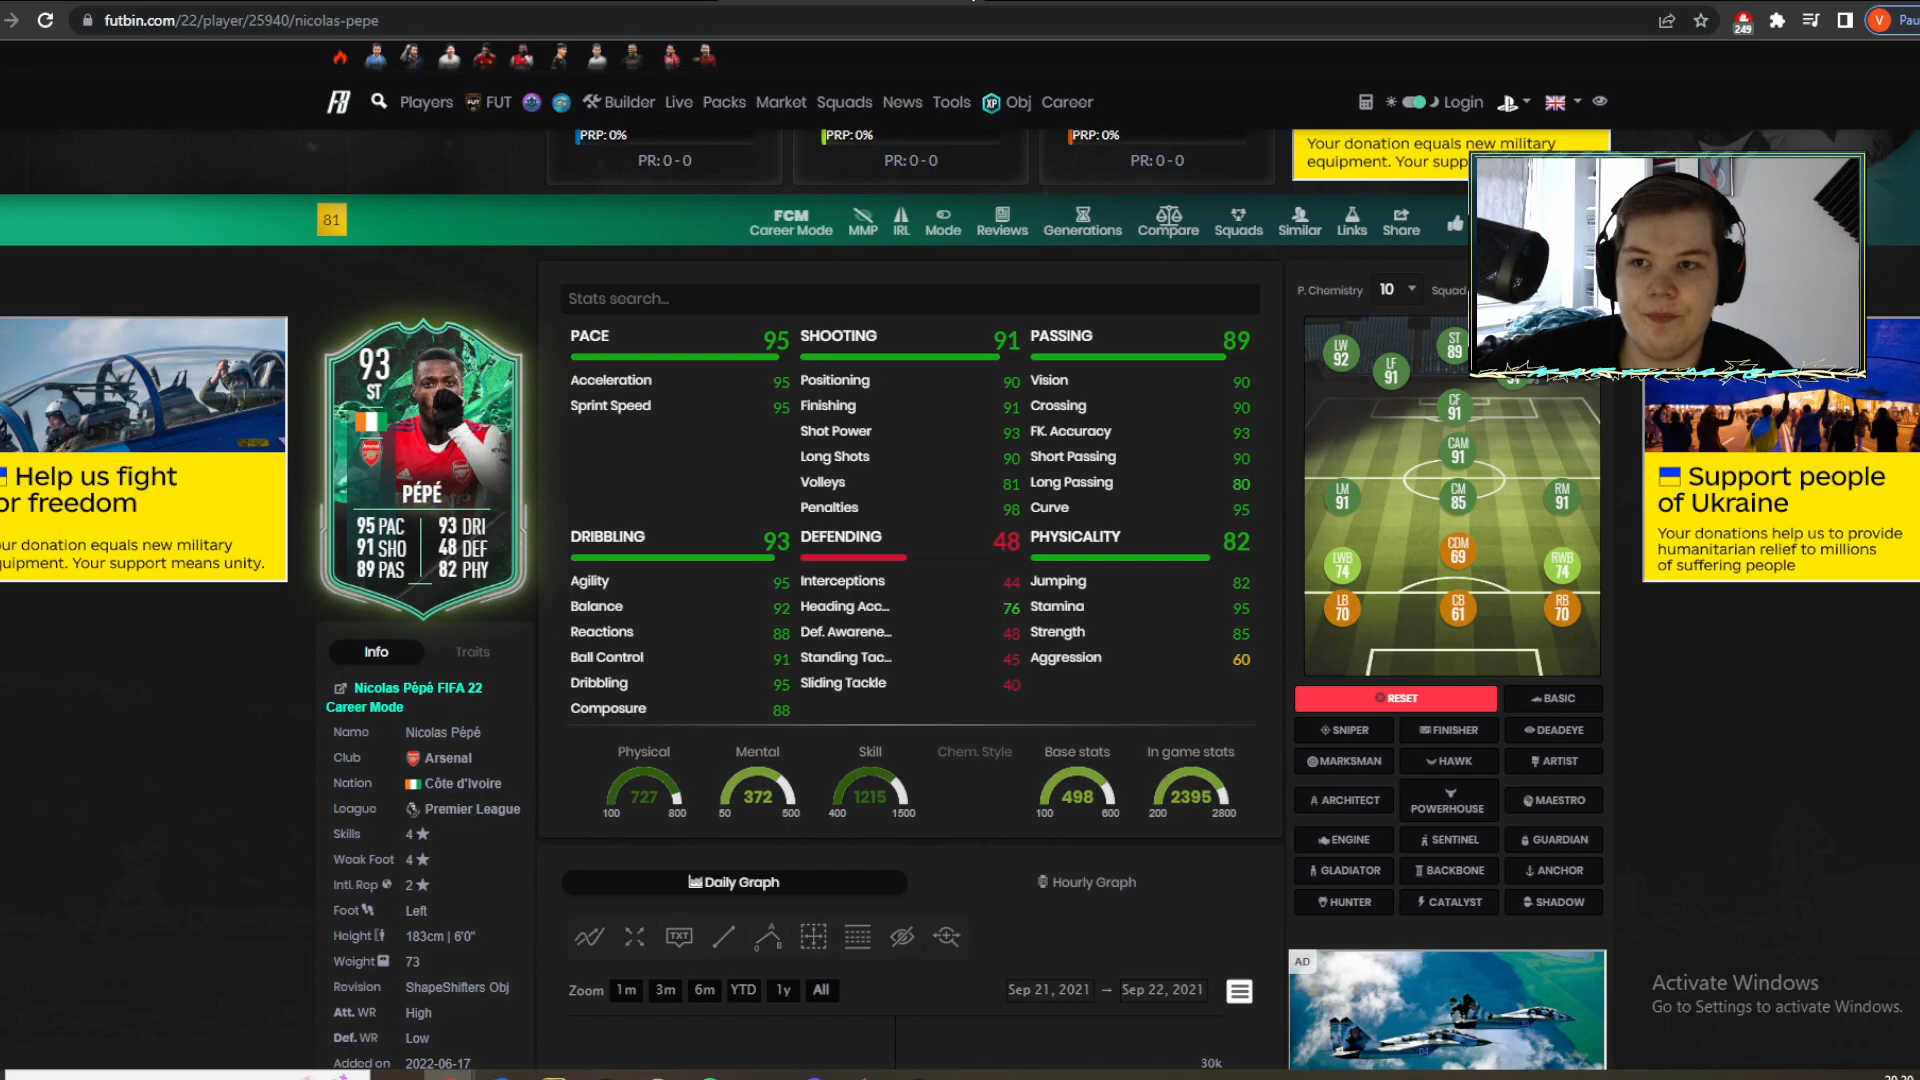 futbin.com/22/player/25940/nicolas-pepe
249
V
Pau
FB
Players
FUT
Builder
Live
Packs
Market
Squads
News
Tools
XP
Obj
Career
Login
PRP: 0%
PR: 0 - 0
PRP: 0%
PR: 0 - 0
PRP: 0%
PR: 0 - 0
Your donation equals new military
equipment. Your supp
81
FCM
Career Mode
MMP
IRL
Mode
Reviews
Generations
Compare
Squads
Similar
Links
Share
Stats search...
P. Chemistry
10
Squad
PACE 95
Acceleration 95
Sprint Speed 95
SHOOTING 91
Positioning 90
Finishing 91
Shot Power 93
Long Shots 90
Volleys 81
Penalties 98
PASSING 89
Vision 90
Crossing 90
FK. Accuracy 93
Short Passing 90
Long Passing 80
Curve 95
DRIBBLING 93
Agility 95
Balance 92
Reactions 88
Ball Control 91
Dribbling 95
Composure 88
DEFENDING 48
Interceptions 44
Heading Acc... 76
Def. Awarene... 48
Standing Tac... 45
Sliding Tackle 40
PHYSICALITY 82
Jumping 82
Stamina 95
Strength 85
Aggression 60
Physical
727
100 800
Mental
372
50 500
Skill
1215
400 1500
Chem. Style
Base stats
498
100 600
In game stats
2395
200 2800
93
ST
Arsenal
PÉPÉ
95 PAC 93 DRI
91 SHO 48 DEF
89 PAS 82 PHY
Info
Traits
Nicolas Pépé FIFA 22
Career Mode
Name Nicolas Pépé
Club Arsenal
Nation Côte d'Ivoire
League Premier League
Skills 4
Weak Foot 4
Intl. Rep 2
Foot Left
Height 183cm | 6'0"
Weight 73
Revision ShapeShifters Obj
Att. WR High
Def. WR Low
Added on 2022-06-17
Help us fight
or freedom
ur donation equals new military
quipment. Your support means unity.
LW
92
LF
91
ST
89
CF
91
CAM
91
LM
91
CM
85
RM
91
LWB
74
CDM
69
RWB
74
LB
70
CB
61
RB
70
RESET
BASIC
SNIPER
FINISHER
DEADEYE
MARKSMAN
HAWK
ARTIST
ARCHITECT
POWERHOUSE
MAESTRO
ENGINE
SENTINEL
GUARDIAN
GLADIATOR
BACKBONE
ANCHOR
HUNTER
CATALYST
SHADOW
Support people
of Ukraine
Your donations help us to provide
humanitarian relief to millions
of suffering people
Daily Graph
Hourly Graph
TXT
A
0 B
Zoom
1m
3m
6m
YTD
1y
All
Sep 21, 2021 → Sep 22, 2021
30k
AD
Activate Windows
Go to Settings to activate Windows.